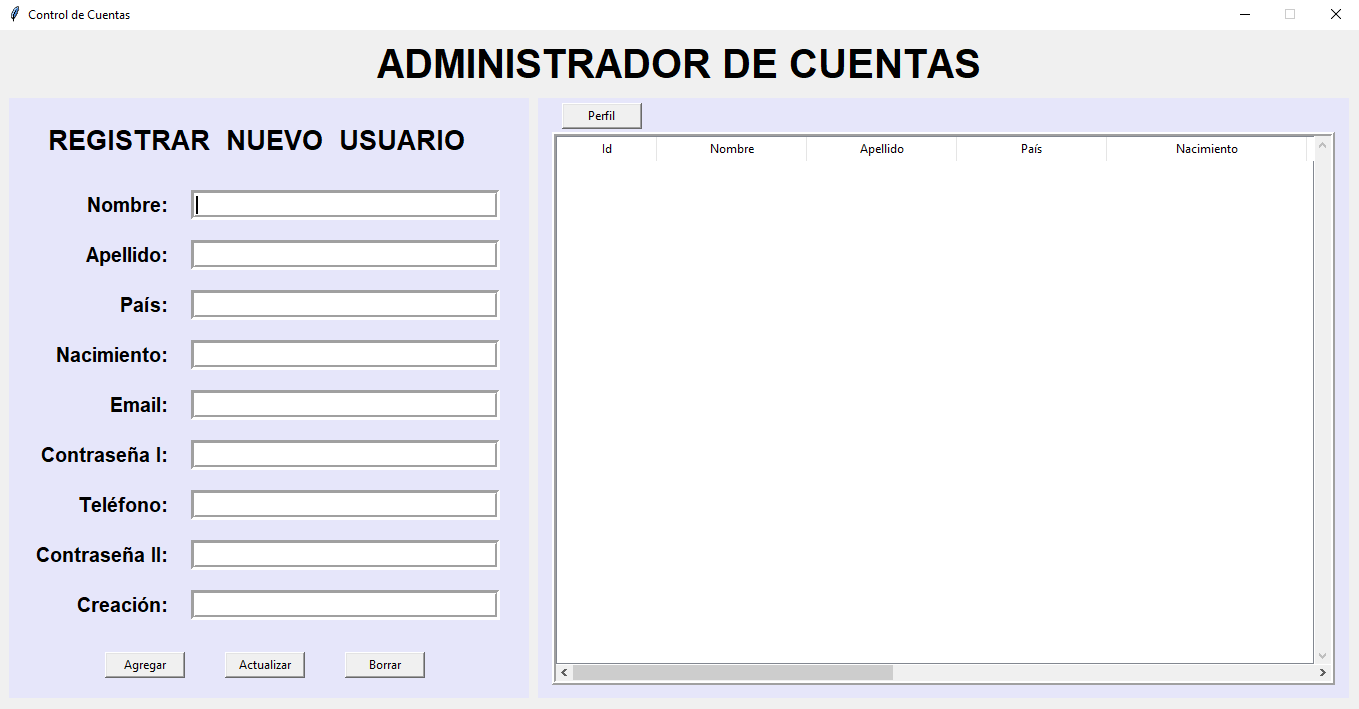 Control de Cuentas
ADMINISTRADOR DE CUENTAS
REGISTRAR NUEVO USUARIO
Nombre:
Apellido:
País:
Nacimiento:
Email:
Contraseña I:
Teléfono:
Contraseña II:
Creación:
Agregar Actualizar Borrar
Perfil
Id Nombre Apellido País Nacimiento